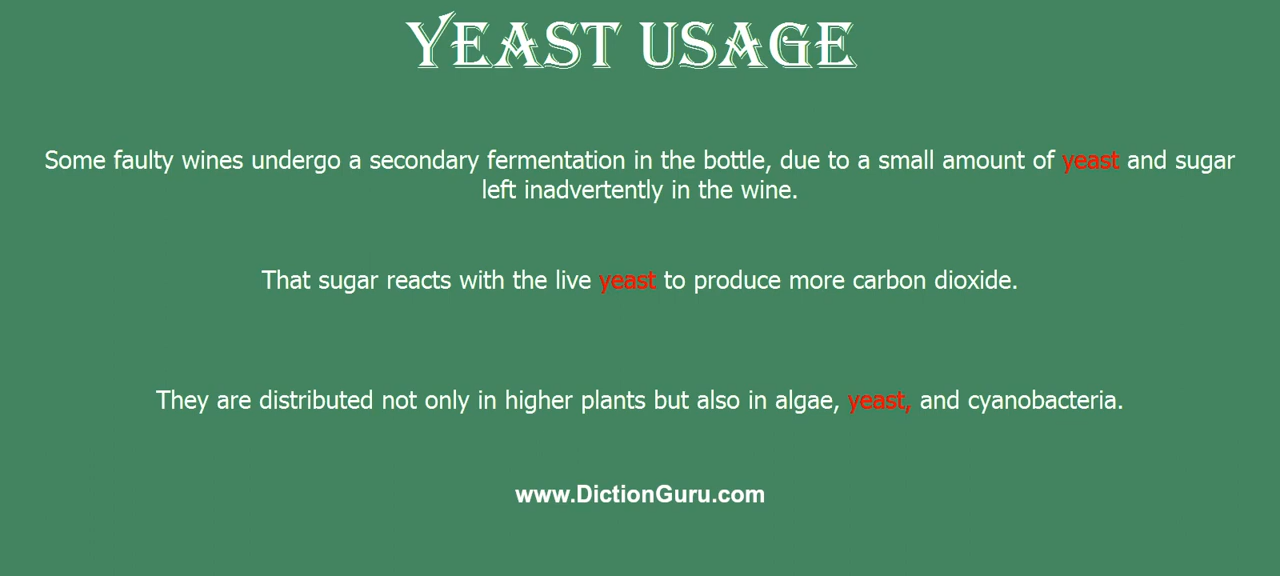 YEAST USAGE
Some faulty wines undergo a secondary fermentation in the bottle, due to a small amount of yeast and sugar
left inadvertently in the wine.
That sugar reacts with the live yeast to produce more carbon dioxide.
They are distributed not only in higher plants but also in algae, yeast, and cyanobacteria.
www.DictionGuru.com